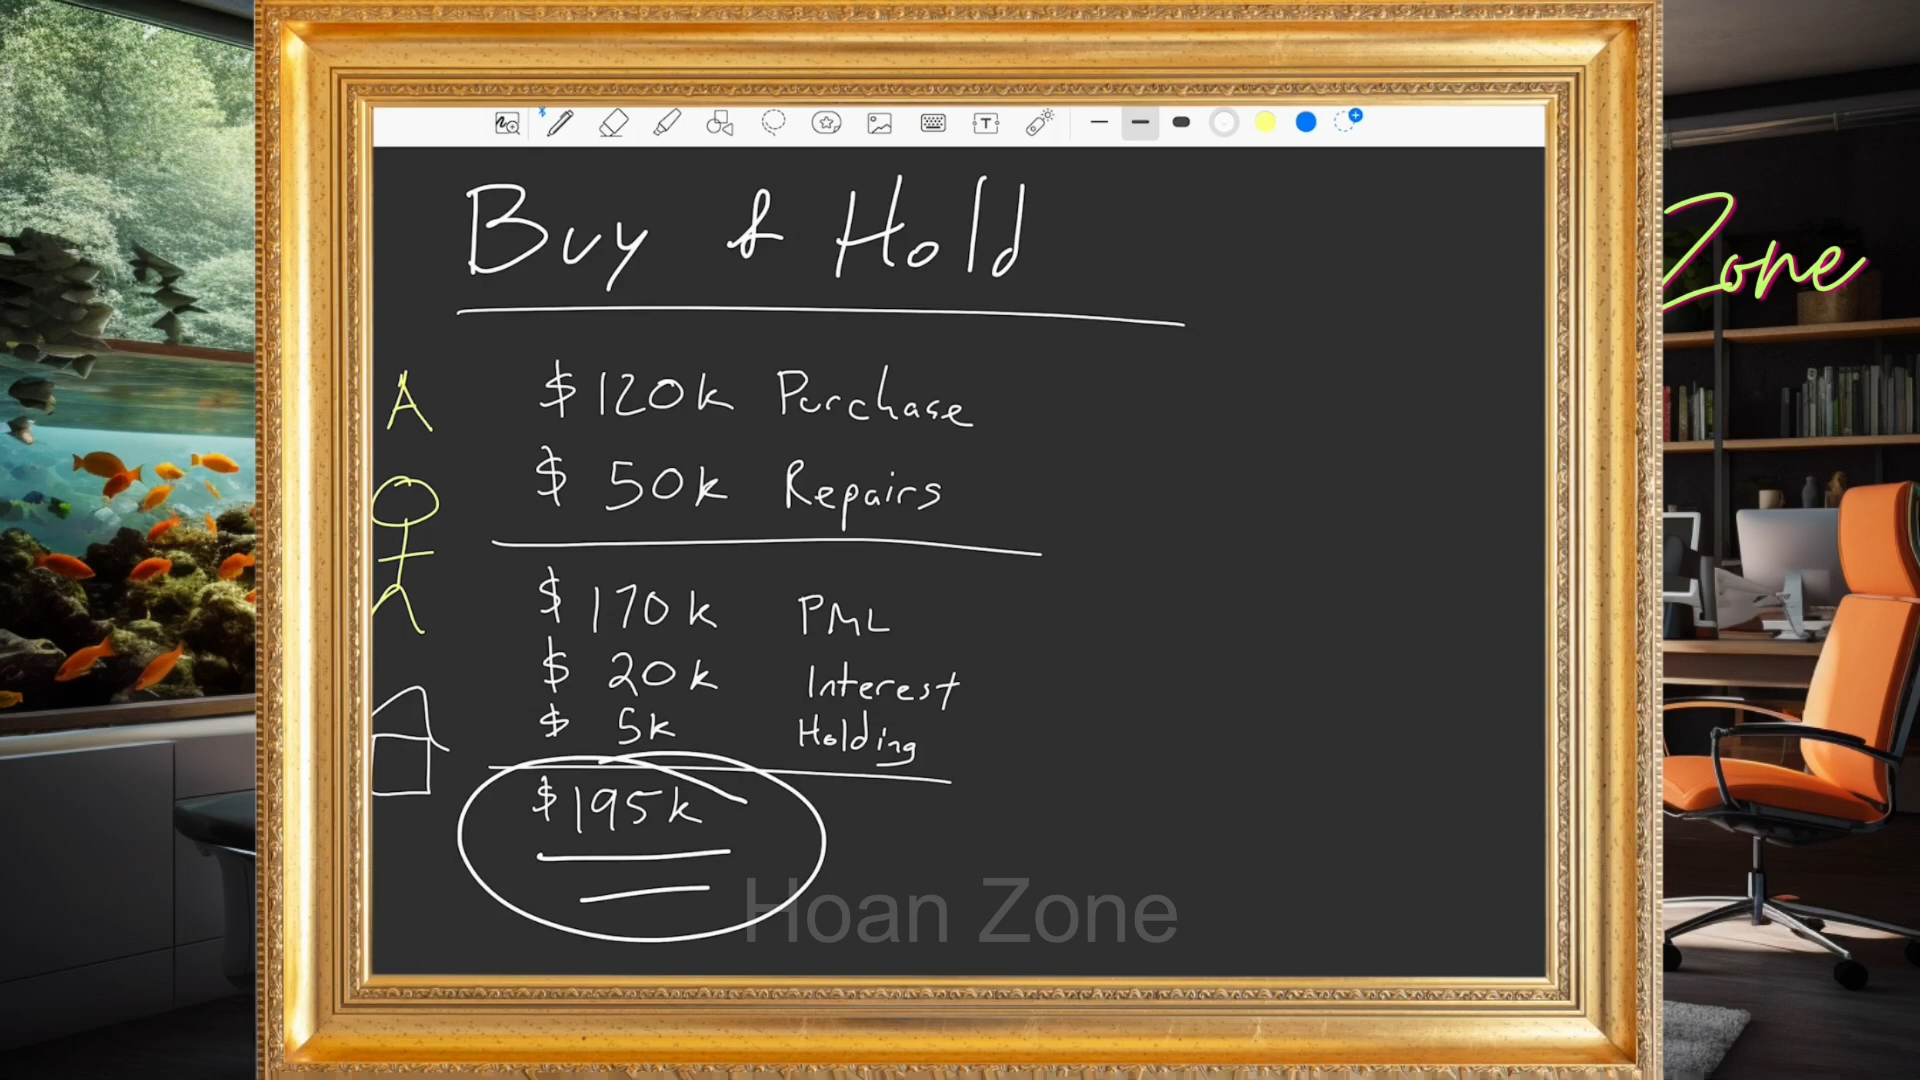 Buy & Hold
A
$120k Purchase
$ 50k Repairs
$ 170k PML
$ 20k Interest
$ 5k Holding
$195k
Hoan Zone
Zone
T